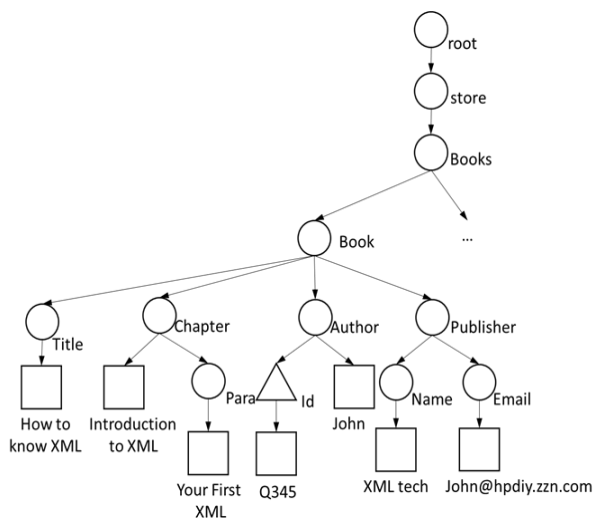 root
store
Books
Book
...
Title
Chapter
Author
Publisher
Para
Id
Name
Email
How to
know XML
Introduction
to XML
John
Your First
XML
Q345
XML tech
John@hpdiy.zzn.com